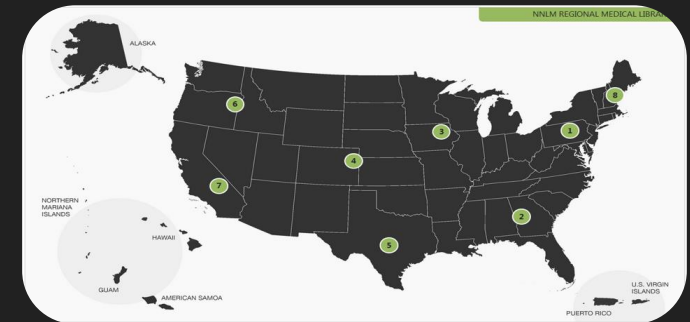 NNLM REGIONAL MEDICAL
ALASKA
8
6
3
1
4
7
NORTHERN
MARIANA
ISLANDS
2
HAWAII
5
GUAM
AMERICAN SAMOA
U.S. VIRGIN
ISLANDS
PUERTO RICO